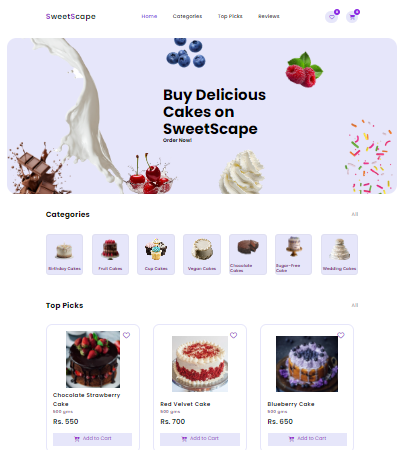 SweetScape
Home
Categories
Top Picks
Reviews
0
0
Buy Delicious
Cakes on
SweetScape
Order Now!
Categories
All
Birthday Cakes
Fruit Cakes
Cup Cakes
Vegan Cakes
Chocolate
Cakes
Sugar-Free
Cake
Wedding Cakes
Top Picks
All
Chocolate Strawberry
Cake
500 gms
Rs. 550
Add to Cart
Red Velvet Cake
500 gms
Rs. 700
Add to Cart
Blueberry Cake
500 gms
Rs. 650
Add to Cart